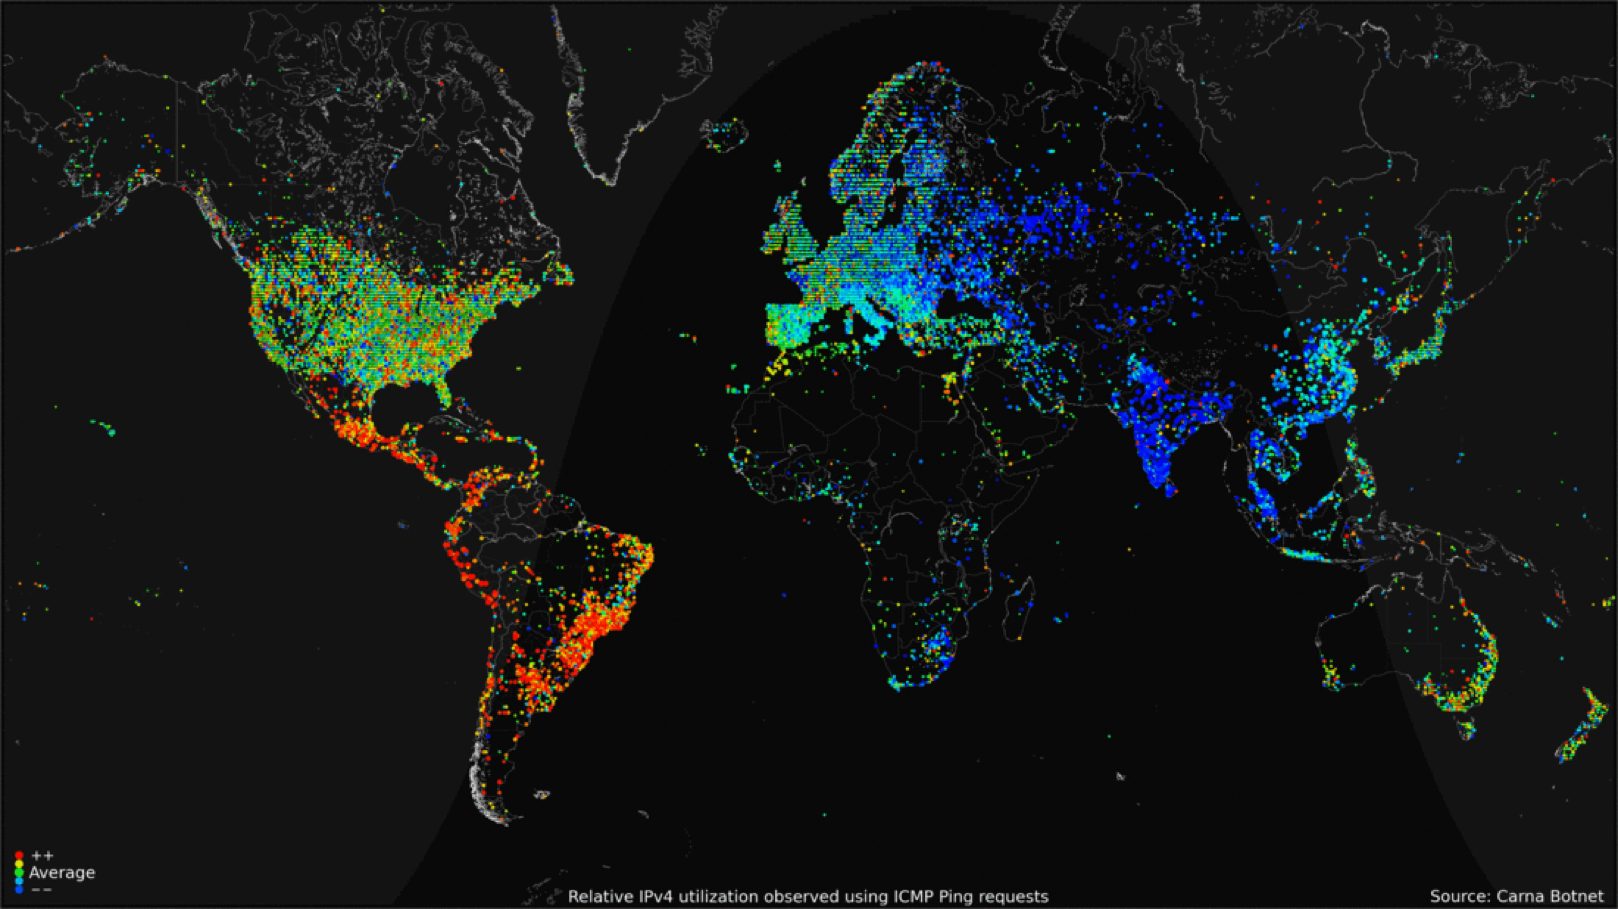 ++
Average
--
Relative IPv4 utilization observed using ICMP Ping requests
Source: Carna Botnet